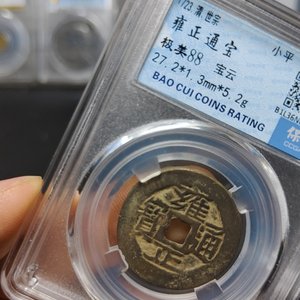 1723 清 世宗
雍正通宝 小平
极美88 宝云
27.2*1.3mm*5.2g
BAO CUI COINS RATING
雍正通寶